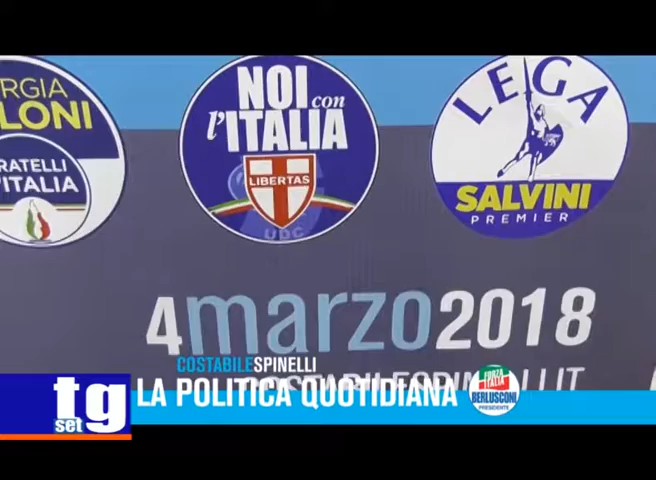 RGIA
LONI
RATELLI
'ITALIA
NOI con
l'ITALIA
LIBERTAS
UDC
LEGA
SALVINI
PREMIER
4marzo2018
COSTABILESPINELLI
LA POLITICA QUOTIDIANA
FORZA
ITALIA
BERLUSCONI
PRESIDENTE
tg
set